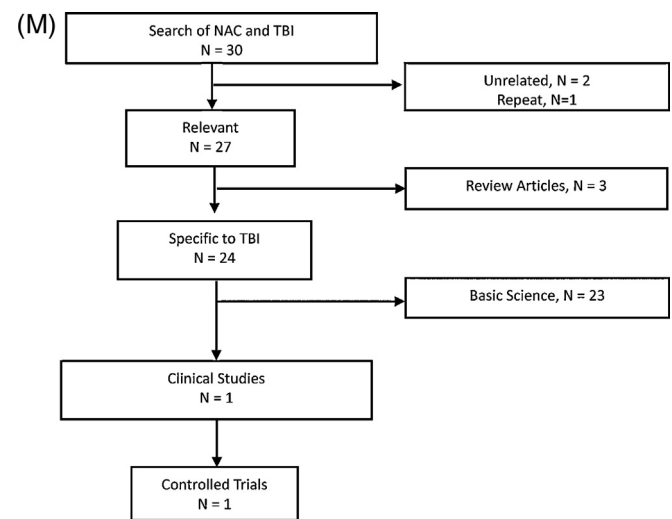 (M)
Search of NAC and TBI
N = 30
Unrelated, N = 2
Repeat, N=1
Relevant
N = 27
Review Articles, N = 3
Specific to TBI
N = 24
Basic Science, N = 23
Clinical Studies
N = 1
Controlled Trials
N = 1